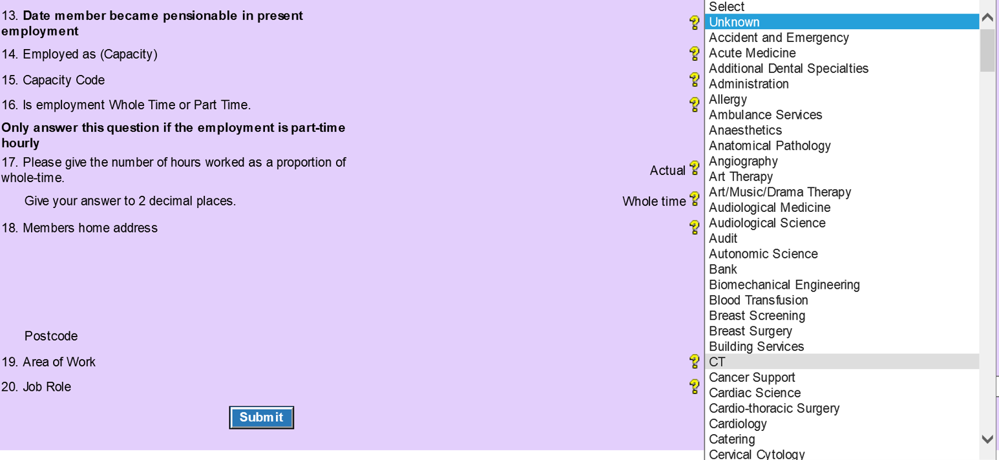 13. Date member became pensionable in present
employment
14. Employed as (Capacity)
15. Capacity Code
16. Is employment Whole Time or Part Time.
Only answer this question if the employment is part-time
hourly
17. Please give the number of hours worked as a proportion of
whole-time.
Actual
Give your answer to 2 decimal places.
Whole time
18. Members home address
Postcode
19. Area of Work
20. Job Role
Submit
Select
Unknown
Accident and Emergency
Acute Medicine
Additional Dental Specialties
Administration
Allergy
Ambulance Services
Anaesthetics
Anatomical Pathology
Angiography
Art Therapy
Art/Music/Drama Therapy
Audiological Medicine
Audiological Science
Audit
Autonomic Science
Bank
Biomechanical Engineering
Blood Transfusion
Breast Screening
Breast Surgery
Building Services
CT
Cancer Support
Cardiac Science
Cardio-thoracic Surgery
Cardiology
Catering
Cervical Cytology